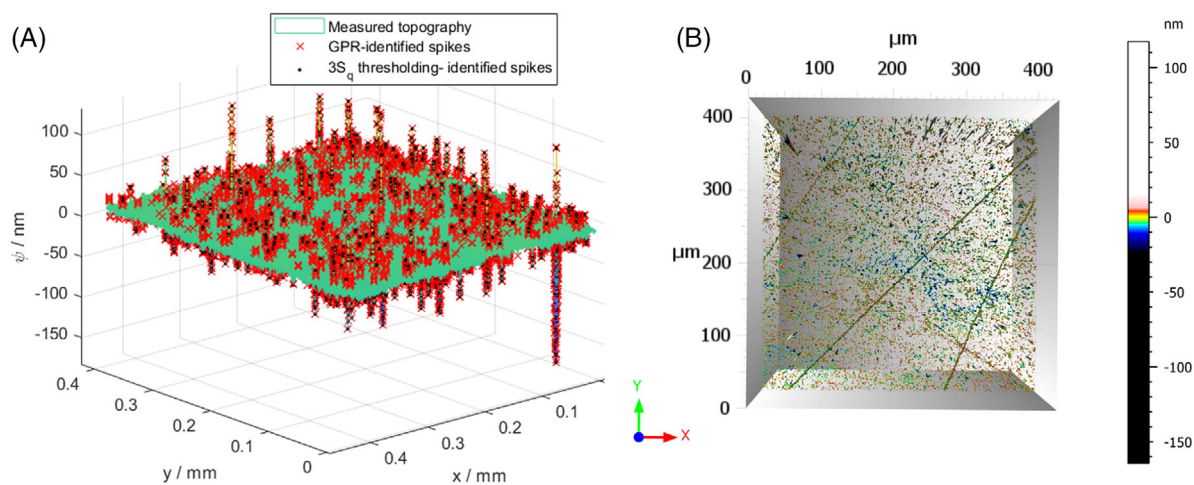 (A)
Measured topography
GPR-identified spikes
3Sq thresholding- identified spikes
100
50
0
-50
-100
-150
ψ / nm
0.4
0.3
0.2
0.1
0
y / mm
0.4
0.3
0.2
0.1
x / mm
(B)
µm
0 100 200 300 400
400
300
200
100
0
µm
Y
X
nm
100
50
0
-50
-100
-150